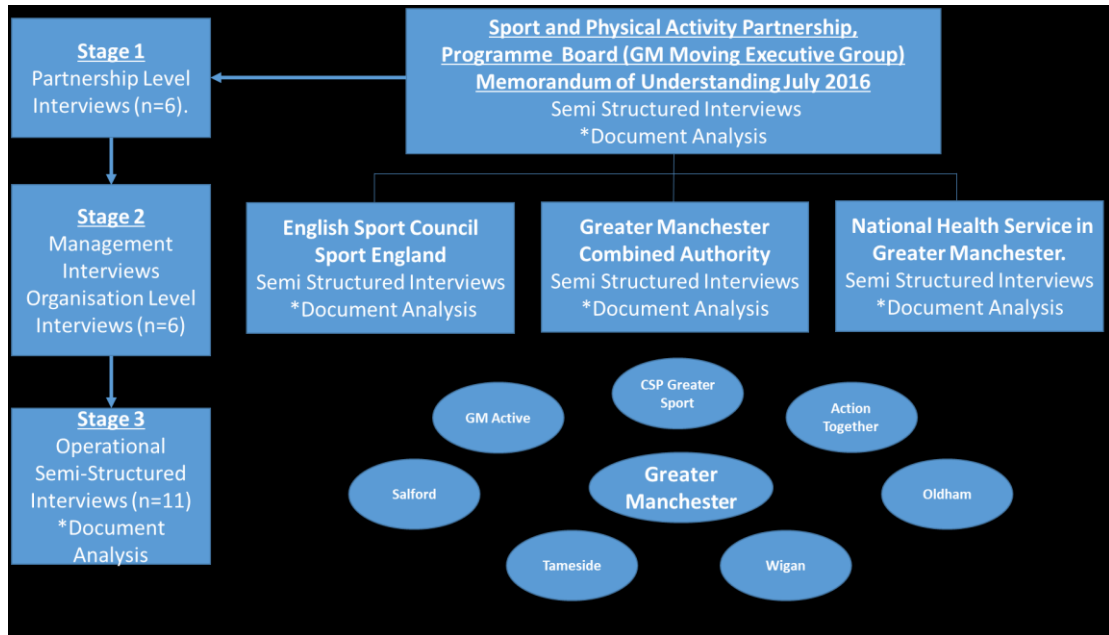 Stage 1
Partnership Level
Interviews (n=6).
Sport and Physical Activity Partnership,
Programme Board (GM Moving Executive Group)
Memorandum of Understanding July 2016
Semi Structured Interviews
*Document Analysis
Stage 2
Management
Interviews
Organisation Level
Interviews (n=6)
English Sport Council
Sport England
Semi Structured Interviews
*Document Analysis
Greater Manchester
Combined Authority
Semi Structured Interviews
*Document Analysis
National Health Service in
Greater Manchester.
Semi Structured Interviews
*Document Analysis
Stage 3
Operational
Semi-Structured
Interviews (n=11)
*Document
Analysis
CSP Greater
Sport
GM Active
Action
Together
Salford
Greater
Manchester
Oldham
Tameside
Wigan